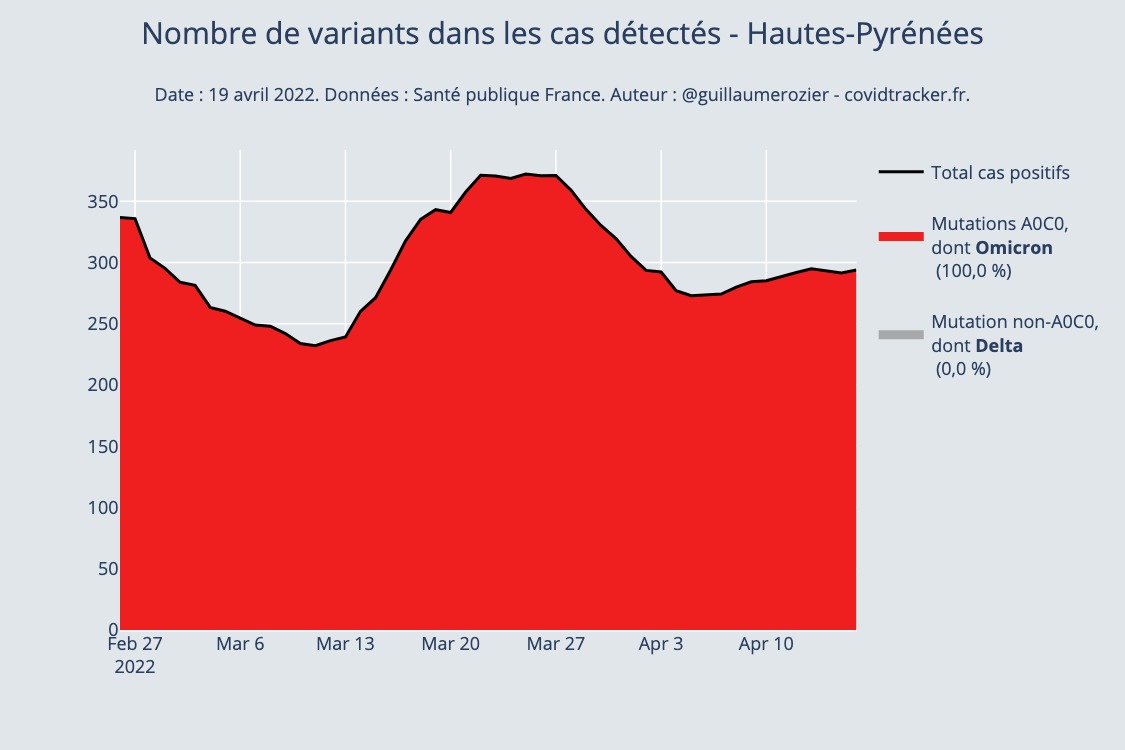 Nombre de variants dans les cas détectés - Hautes-Pyrénées
Date : 19 avril 2022. Données : Santé publique France. Auteur : @guillaumerozier - covidtracker.fr.
350
300
250
200
150
100
50
0
Feb 27
2022
Mar 6
Mar 13
Mar 20
Mar 27
Apr 3
Apr 10
Total cas positifs
Mutations A0C0,
dont Omicron
(100,0 %)
Mutation non-A0C0,
dont Delta
(0,0 %)